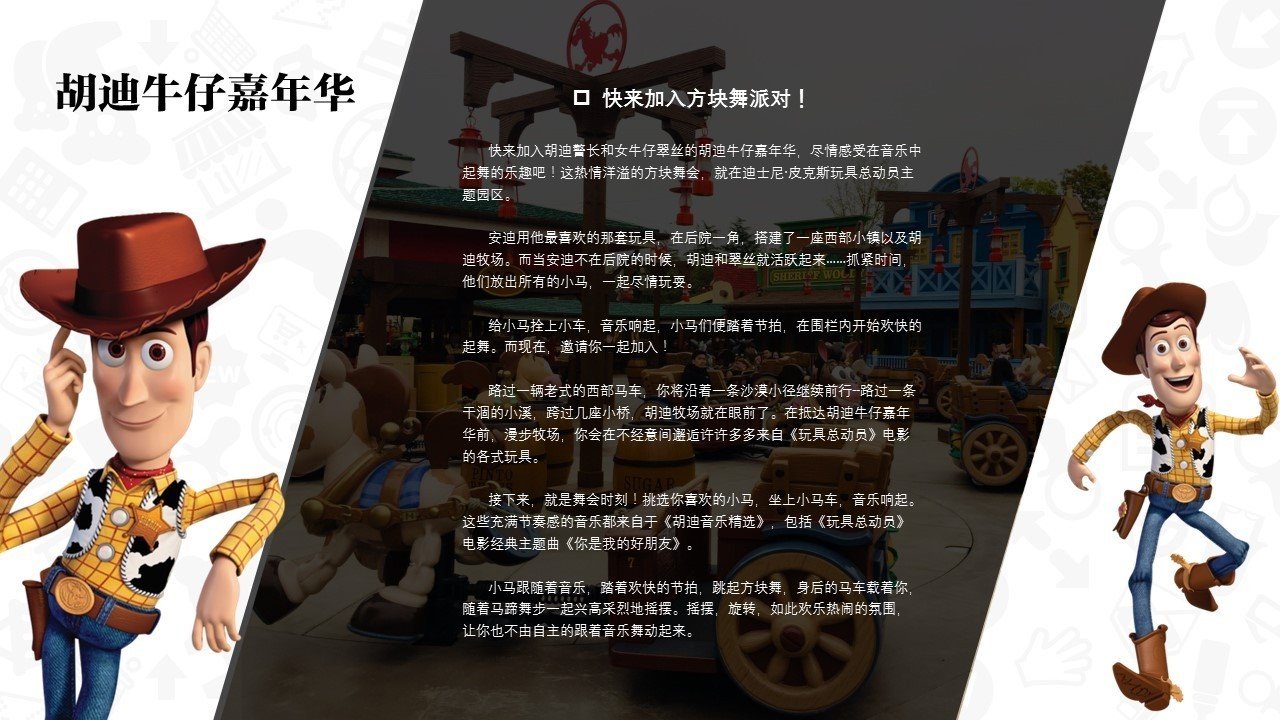 胡迪牛仔嘉年华
快来加入方块舞派对！
快来加入胡迪警长和女牛仔翠丝的胡迪牛仔嘉年华，尽情感受在音乐中
起舞的乐趣吧！这热情洋溢的方块舞会，就在迪士尼·皮克斯玩具总动员主
题园区。
安迪用他最喜欢的那套玩具，在后院一角，搭建了一座西部小镇以及胡
迪牧场。而当安迪不在后院的时候，胡迪和翠丝就活跃起来……抓紧时间，
他们放出所有的小马，一起尽情玩耍。
给小马拴上小车，音乐响起，小马们便踏着节拍，在围栏内开始欢快的
起舞。而现在，邀请你一起加入！
路过一辆老式的西部马车，你将沿着一条沙漠小径继续前行–路过一条
干涸的小溪，跨过几座小桥，胡迪牧场就在眼前了。在抵达胡迪牛仔嘉年
华前，漫步牧场，你会在不经意间邂逅许许多多来自《玩具总动员》电影
的各式玩具。
接下来，就是舞会时刻！挑选你喜欢的小马，坐上小马车，音乐响起。
这些充满节奏感的音乐都来自于《胡迪音乐精选》，包括《玩具总动员》
电影经典主题曲《你是我的好朋友》。
小马跟随着音乐，踏着欢快的节拍，跳起方块舞，身后的马车载着你，
随着马蹄舞步一起兴高采烈地摇摆。摇摆，旋转，如此欢乐热闹的氛围，
让你也不由自主的跟着音乐舞动起来。
SHERIFF WOODY
PINTO
SUGAR
7